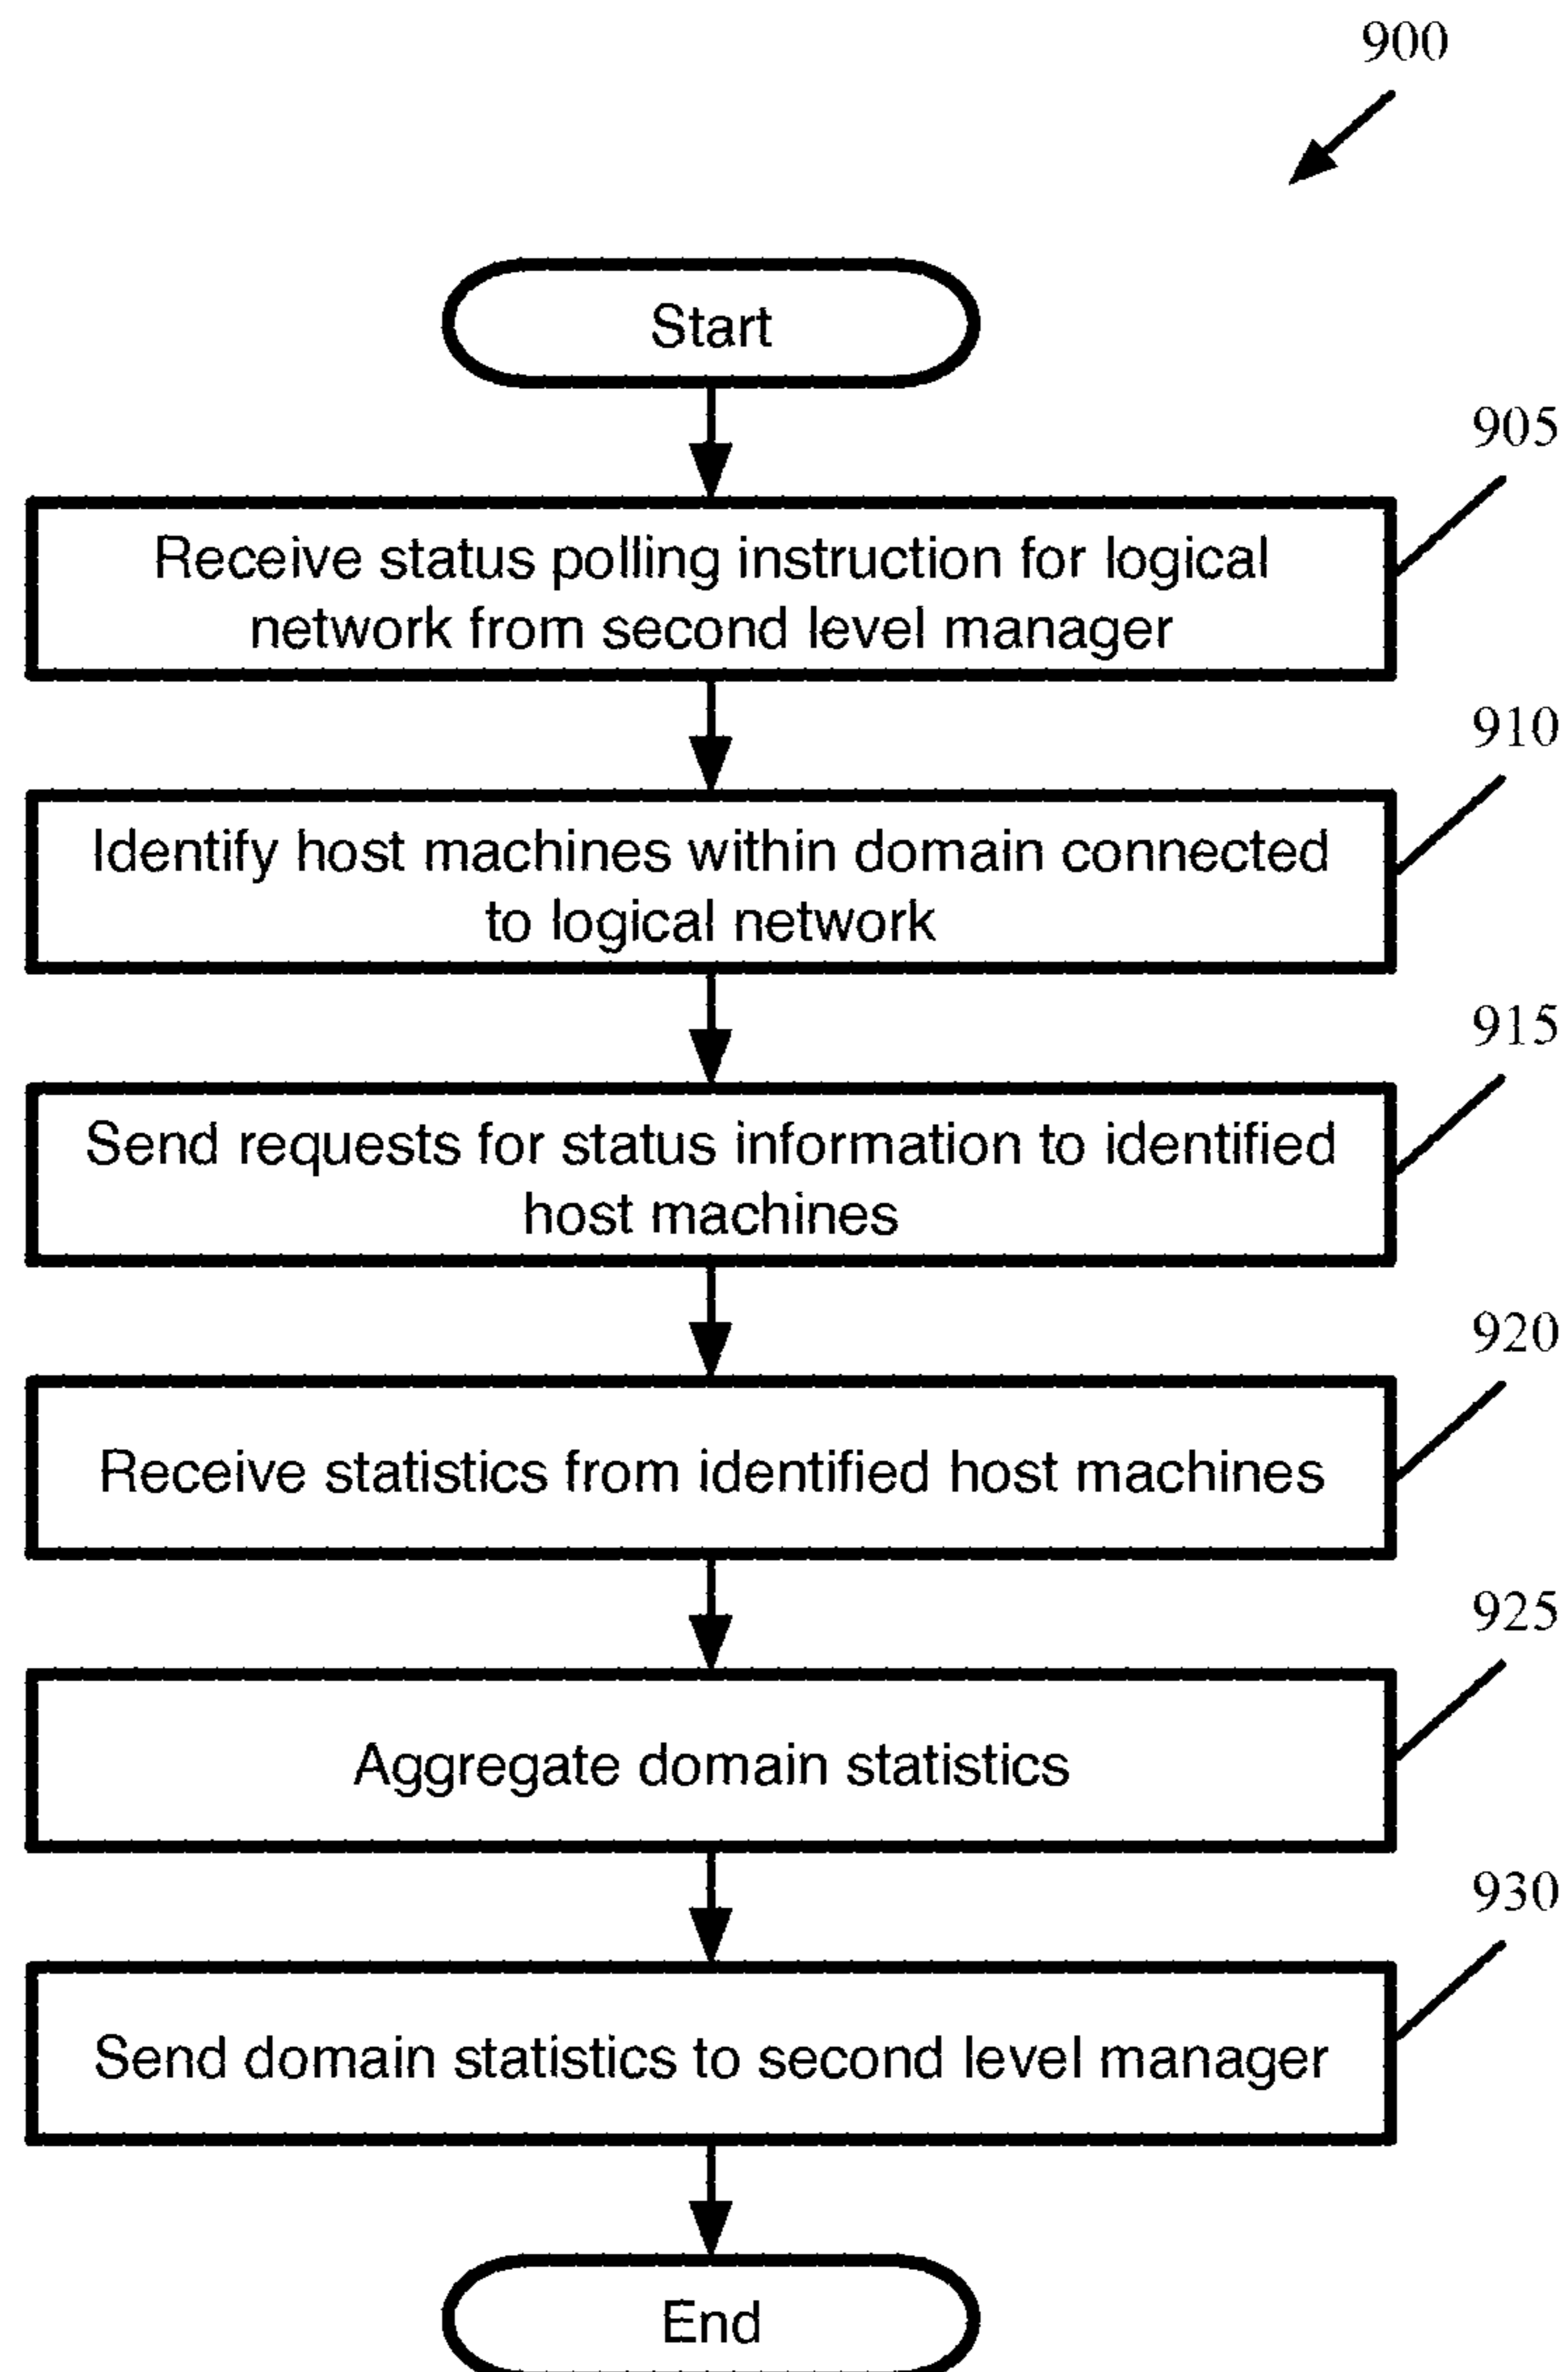 900
Start
905
Receive status polling instruction for logical
network from second level manager
910
Identify host machines within domain connected
to logical network
915
Send requests for status information to identified
host machines
920
Receive statistics from identified host machines
925
Aggregate domain statistics
930
Send domain statistics to second level manager
End